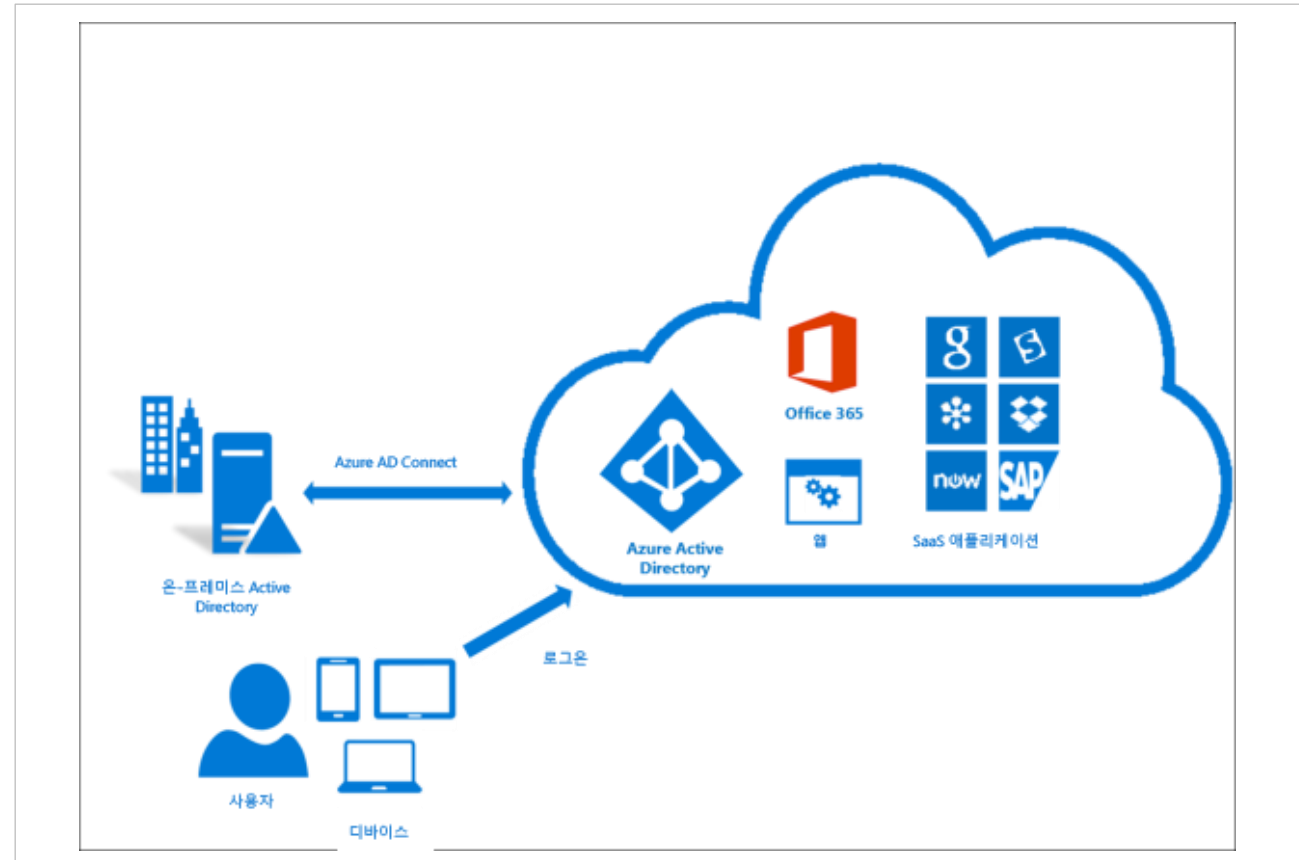 Office 365
g
S
now
SAP
Azure AD Connect
Azure Active
Directory
앱
SaaS 애플리케이션
온-프레미스 Active
Directory
로그온
사용자
디바이스